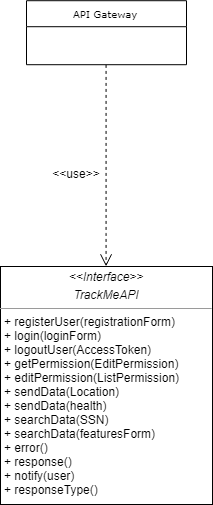 API Gateway
<<use>>
<<Interface>>
TrackMeAPI
+ registerUser(registrationForm)
+ login(loginForm)
+ logoutUser(AccessToken)
+ getPermission(EditPermission)
+ editPermission(ListPermission)
+ sendData(Location)
+ sendData(health)
+ searchData(SSN)
+ searchData(featuresForm)
+ error()
+ response()
+ notify(user)
+ responseType()